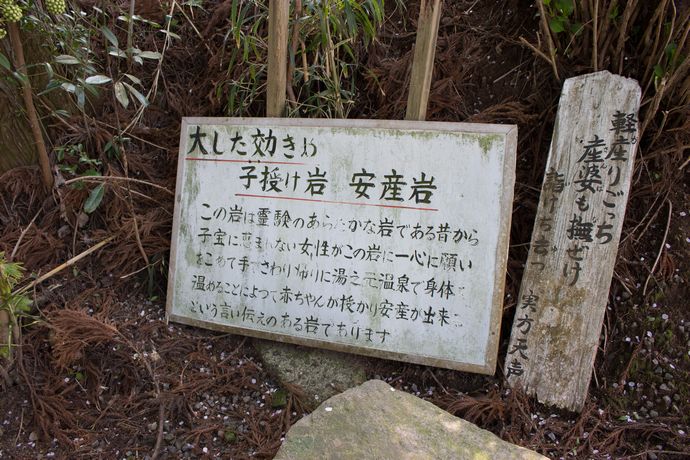 大した効きめ
子授け岩 安産岩
この岩は霊験のあらたかな岩である昔から
子宝に恵まれない女性がこの岩に一心に願い
をこめて手でさわり帰りに湯之元温泉で身体を
温めることによって赤ちゃんが授かり安産が出来る
という言い伝えのある岩であります
軽産りごっち
産婆も撫ぜけ
実方天声